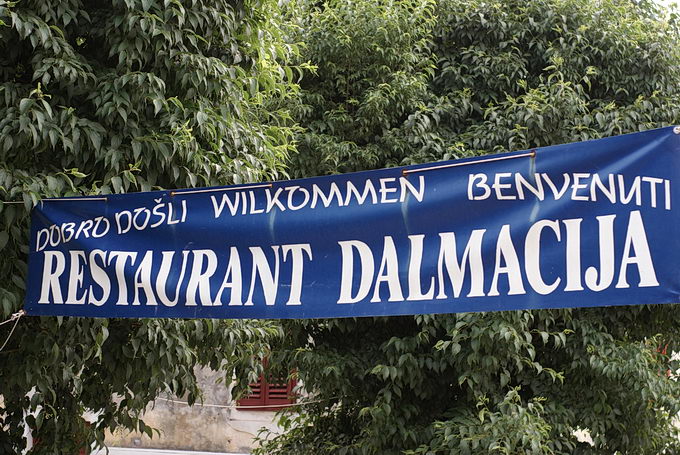 DOBRO DOŠLI WILKOMMEN BENVENUTI
RESTAURANT DALMACIJA